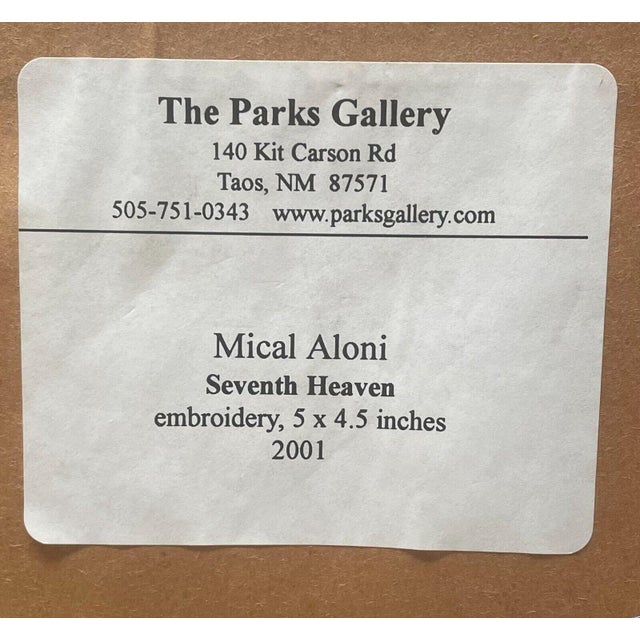 The Parks Gallery
140 Kit Carson Rd
Taos, NM 87571
505-751-0343 www.parksgallery.com
Mical Aloni
Seventh Heaven
embroidery, 5 x 4.5 inches
2001